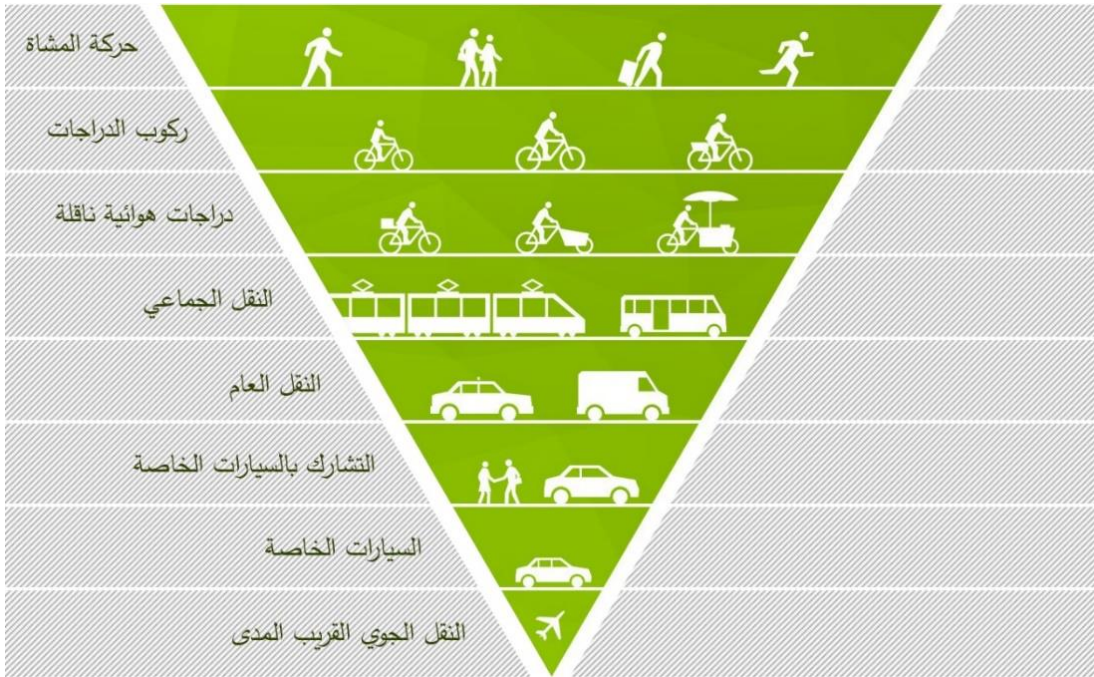 حركة المشاة
ركوب الدراجات
دراجات هوائية ناقلة
النقل الجماعي
النقل العام
التشارك بالسيارات الخاصة
السيارات الخاصة
النقل الجوي القريب المدى